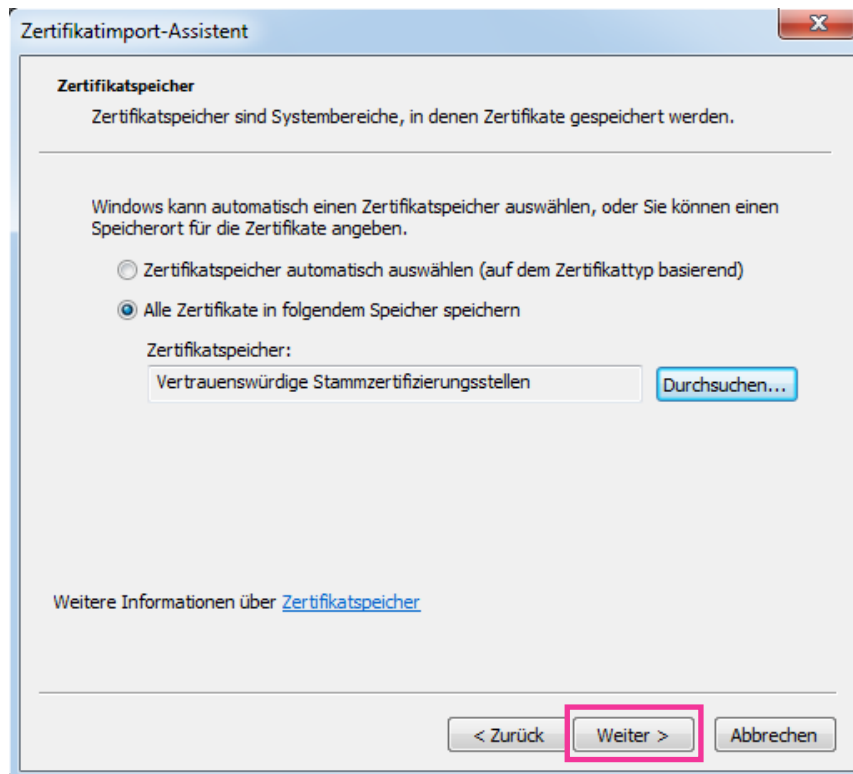 Zertifikatimport-Assistent
Zertifikatspeicher
Zertifikatspeicher sind Systembereiche, in denen Zertifikate gespeichert werden.
Windows kann automatisch einen Zertifikatspeicher auswählen, oder Sie können einen
Speicherort für die Zertifikate angeben.
Zertifikatspeicher automatisch auswählen (auf dem Zertifikattyp basierend)
Alle Zertifikate in folgendem Speicher speichern
Zertifikatspeicher:
Vertrauenswürdige Stammzertifizierungsstellen Durchsuchen...
Weitere Informationen über Zertifikatspeicher
< Zurück Weiter > Abbrechen